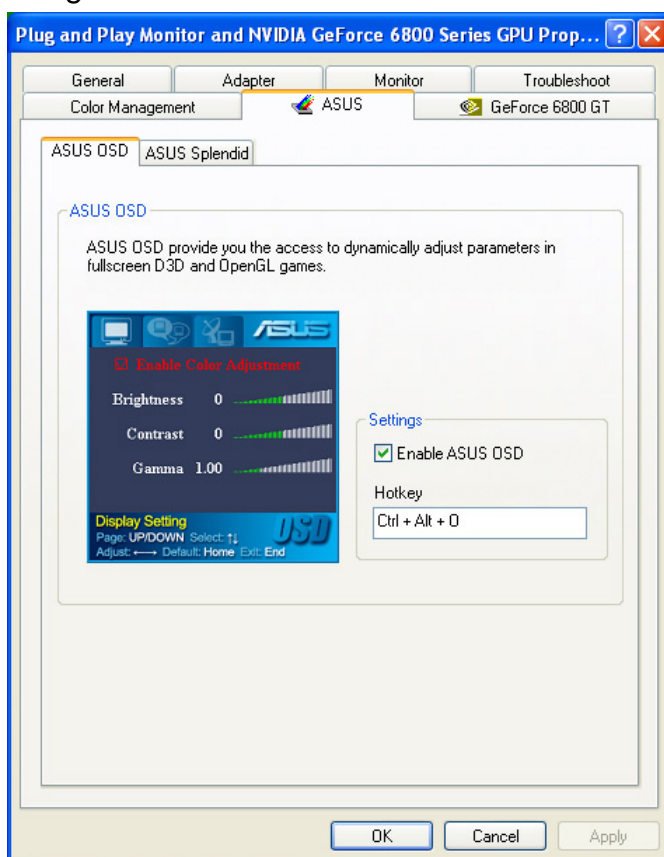 Plug and Play Monitor and NVIDIA GeForce 6800 Series GPU Prop...
General
Adapter
Monitor
Troubleshoot
Color Management
ASUS
GeForce 6800 GT
ASUS OSD
ASUS Splendid
ASUS OSD
ASUS OSD provide you the access to dynamically adjust parameters in
fullscreen D3D and OpenGL games.
ASUS
Enable Color Adjustment
Brightness 0
Contrast 0
Gamma 1.00
Display Setting
OSD
Page: UP/DOWN Select: ↑↓
Adjust: ←→ Default: Home Exit: End
Settings
Enable ASUS OSD
Hotkey
Ctrl + Alt + O
OK
Cancel
Apply